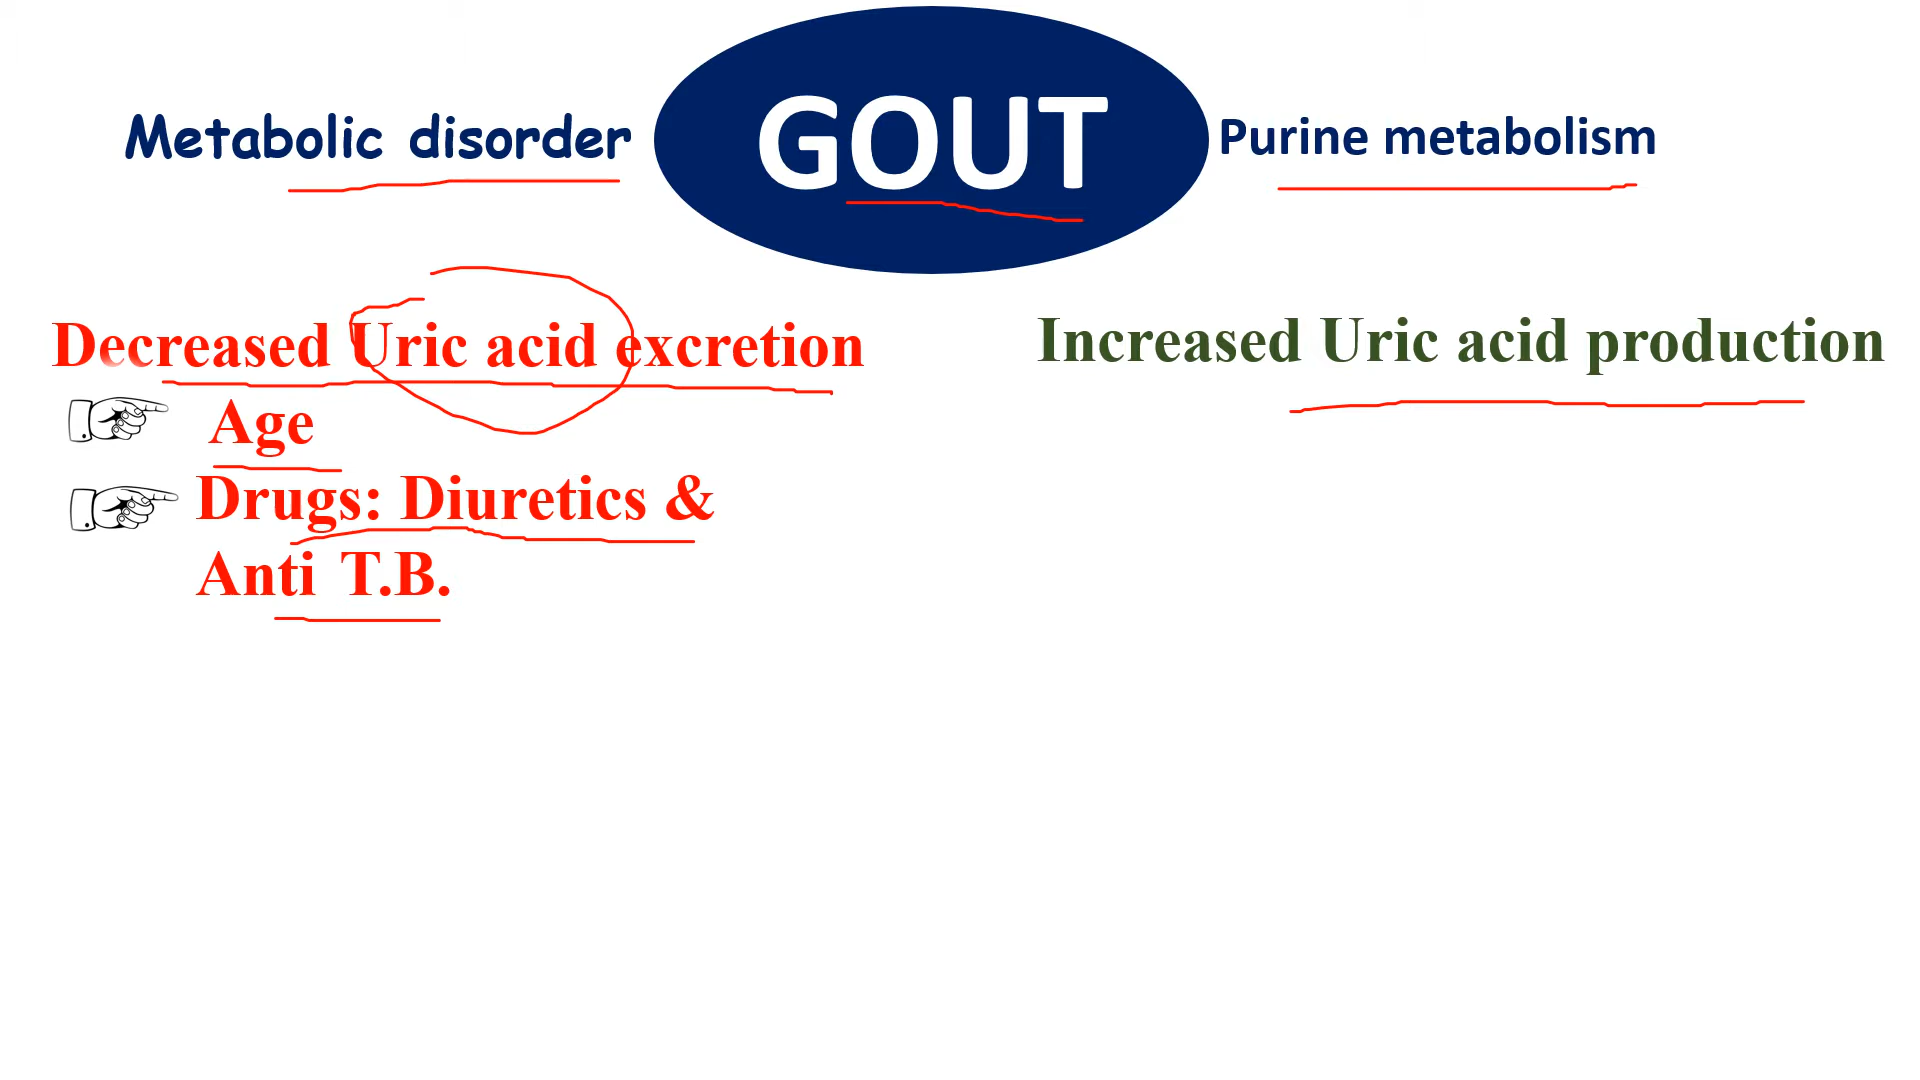 GOUT
Metabolic disorder
Purine metabolism
Decreased Uric acid excretion
Age
Drugs: Diuretics &
Anti T.B.
Increased Uric acid production